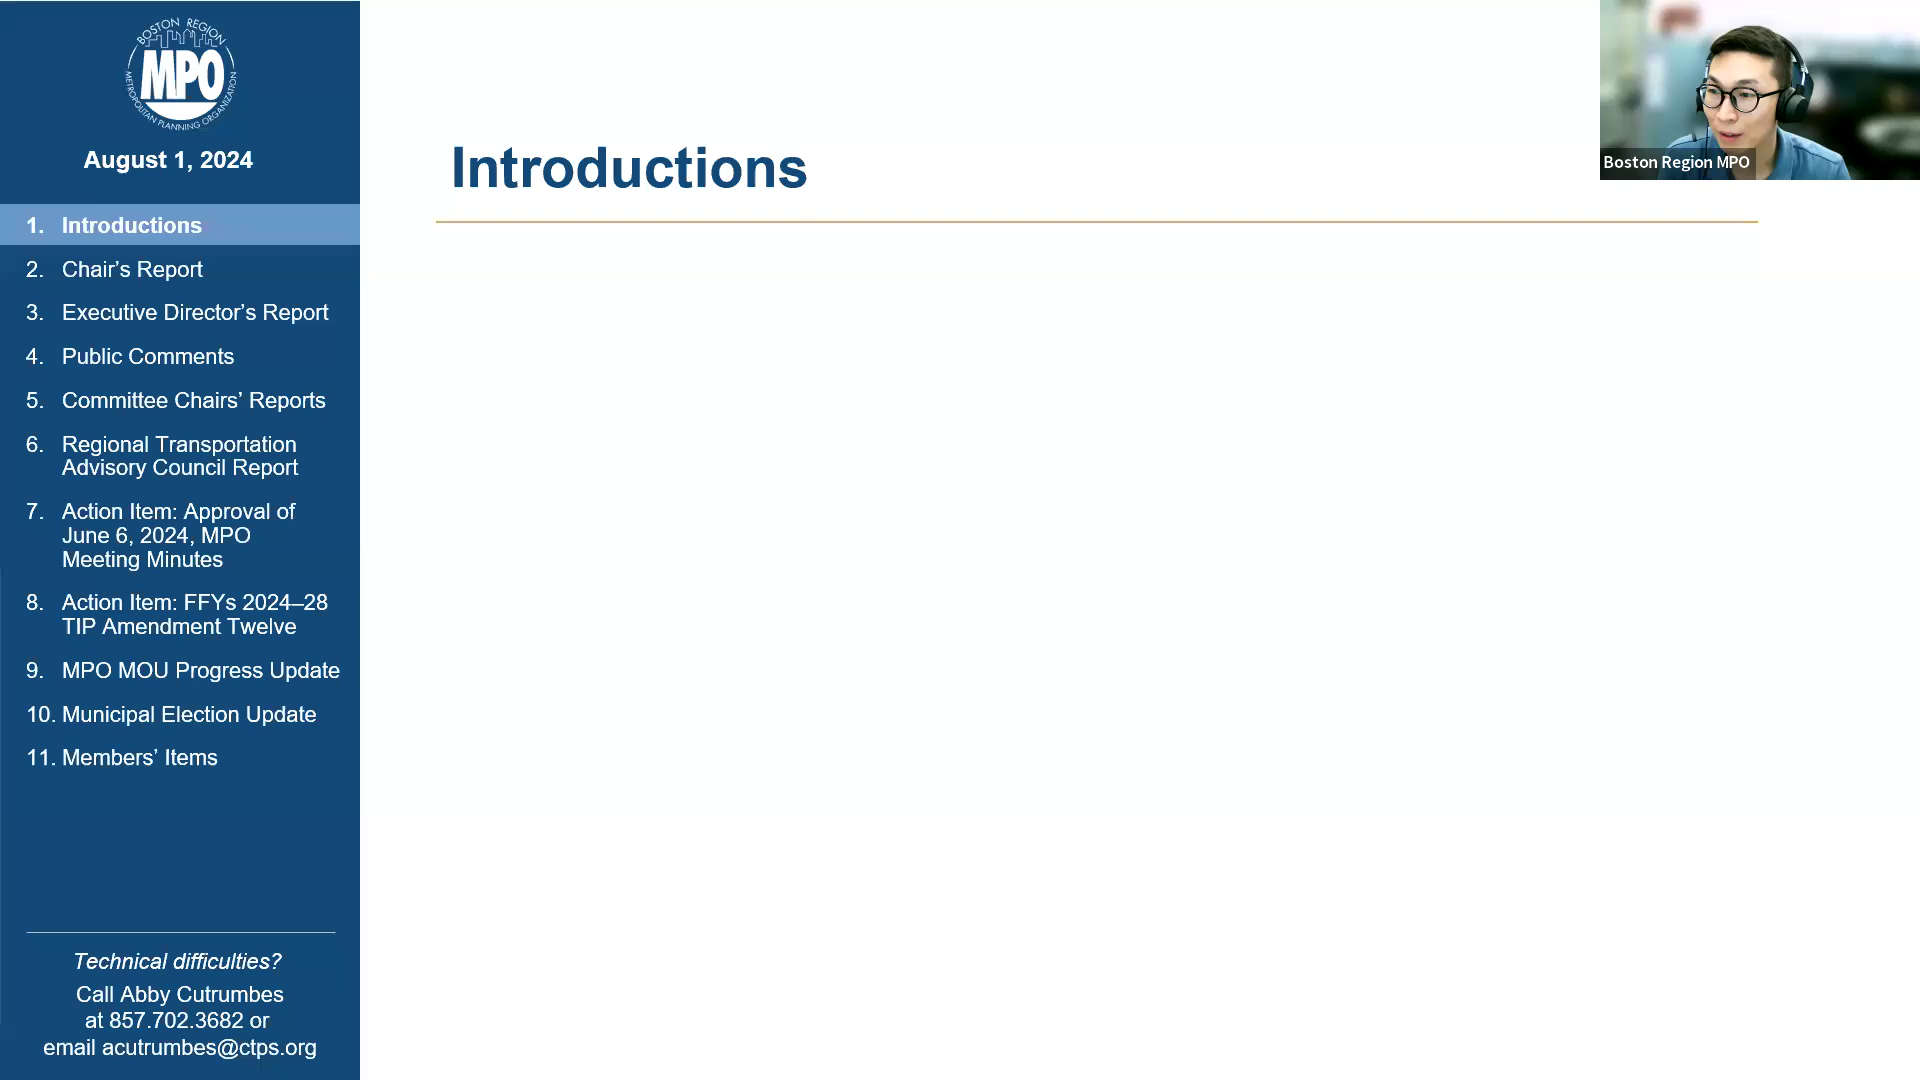 BOSTON REGION
MPO
METROPOLITAN PLANNING ORGANIZATION
August 1, 2024
1. Introductions
2. Chair’s Report
3. Executive Director’s Report
4. Public Comments
5. Committee Chairs’ Reports
6. Regional Transportation
Advisory Council Report
7. Action Item: Approval of
June 6, 2024, MPO
Meeting Minutes
8. Action Item: FFYs 2024–28
TIP Amendment Twelve
9. MPO MOU Progress Update
10. Municipal Election Update
11. Members’ Items
Technical difficulties?
Call Abby Cutrumbes
at 857.702.3682 or
email acutrumbes@ctps.org
Introductions
Boston Region MPO